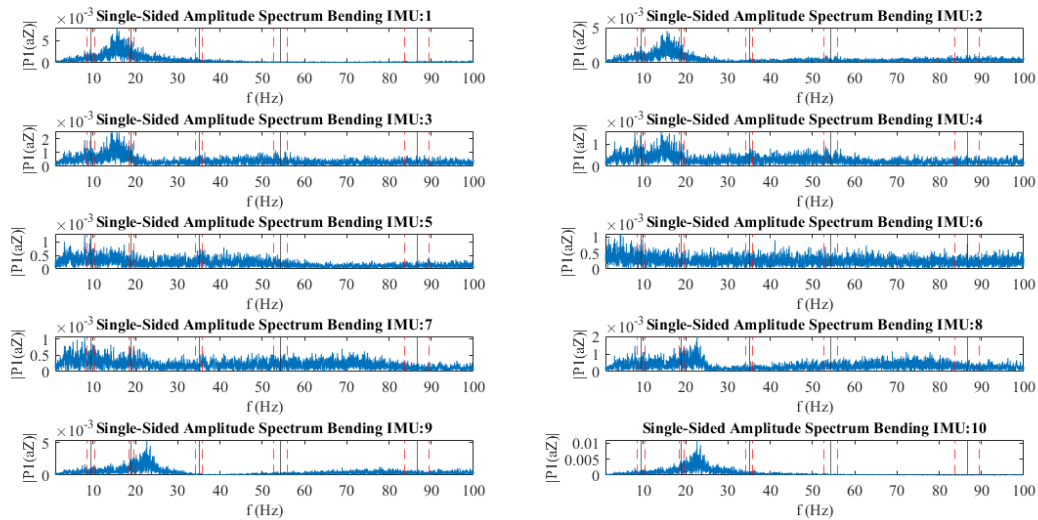 ×10⁻³ Single-Sided Amplitude Spectrum Bending IMU:1
|P1(aZ)|
5
0
10 20 30 40 50 60 70 80 90 100
f (Hz)
×10⁻³ Single-Sided Amplitude Spectrum Bending IMU:2
|P1(aZ)|
5
0
10 20 30 40 50 60 70 80 90 100
f (Hz)
×10⁻³ Single-Sided Amplitude Spectrum Bending IMU:3
|P1(aZ)|
2
1
0
10 20 30 40 50 60 70 80 90 100
f (Hz)
×10⁻³ Single-Sided Amplitude Spectrum Bending IMU:4
|P1(aZ)|
1
0
10 20 30 40 50 60 70 80 90 100
f (Hz)
×10⁻³ Single-Sided Amplitude Spectrum Bending IMU:5
|P1(aZ)|
1
0.5
0
10 20 30 40 50 60 70 80 90 100
f (Hz)
×10⁻³ Single-Sided Amplitude Spectrum Bending IMU:6
|P1(aZ)|
1
0.5
0
10 20 30 40 50 60 70 80 90 100
f (Hz)
×10⁻³ Single-Sided Amplitude Spectrum Bending IMU:7
|P1(aZ)|
1
0.5
0
10 20 30 40 50 60 70 80 90 100
f (Hz)
×10⁻³ Single-Sided Amplitude Spectrum Bending IMU:8
|P1(aZ)|
2
1
0
10 20 30 40 50 60 70 80 90 100
f (Hz)
×10⁻³ Single-Sided Amplitude Spectrum Bending IMU:9
|P1(aZ)|
5
0
10 20 30 40 50 60 70 80 90 100
f (Hz)
Single-Sided Amplitude Spectrum Bending IMU:10
|P1(aZ)|
0.01
0.005
0
10 20 30 40 50 60 70 80 90 100
f (Hz)